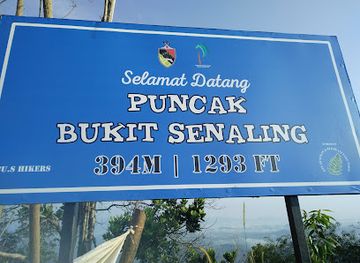 Selamat Datang
PUNCAK
BUKIT SENALING
394M | 1293 FT
HIKERS